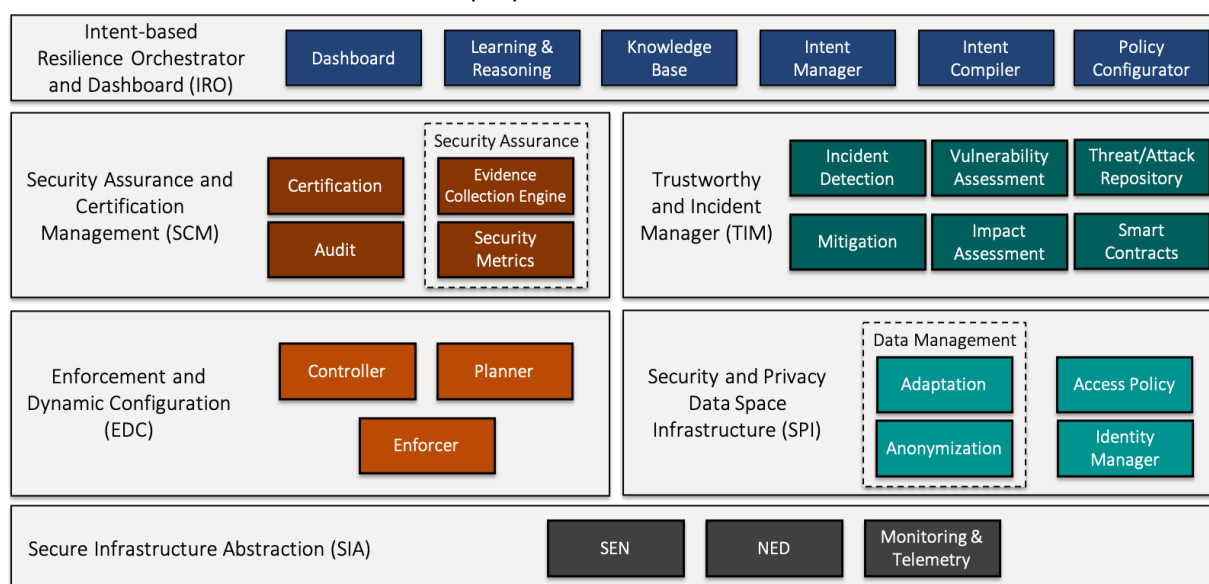 Intent-based
Resilience Orchestrator
and Dashboard (IRO)
Dashboard
Learning &
Reasoning
Knowledge
Base
Intent
Manager
Intent
Compiler
Policy
Configurator
Security Assurance and
Certification
Management (SCM)
Certification
Audit
Security Assurance
Evidence
Collection Engine
Security
Metrics
Trustworthy
and Incident
Manager (TIM)
Incident
Detection
Vulnerability
Assessment
Threat/Attack
Repository
Mitigation
Impact
Assessment
Smart
Contracts
Enforcement and
Dynamic Configuration
(EDC)
Controller
Planner
Enforcer
Security and Privacy
Data Space
Infrastructure (SPI)
Data Management
Adaptation
Anonymization
Access Policy
Identity
Manager
Secure Infrastructure Abstraction (SIA)
SEN
NED
Monitoring &
Telemetry